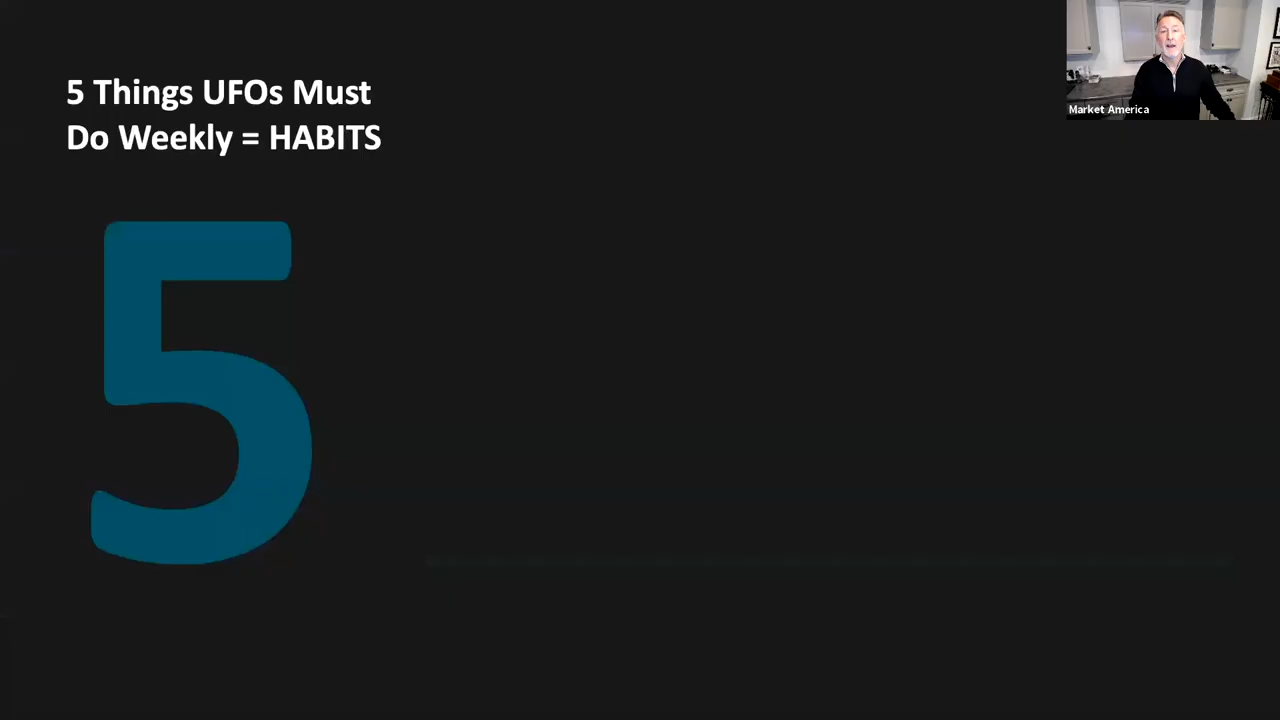 5 Things UFOs Must
Do Weekly = HABITS
5
Market America